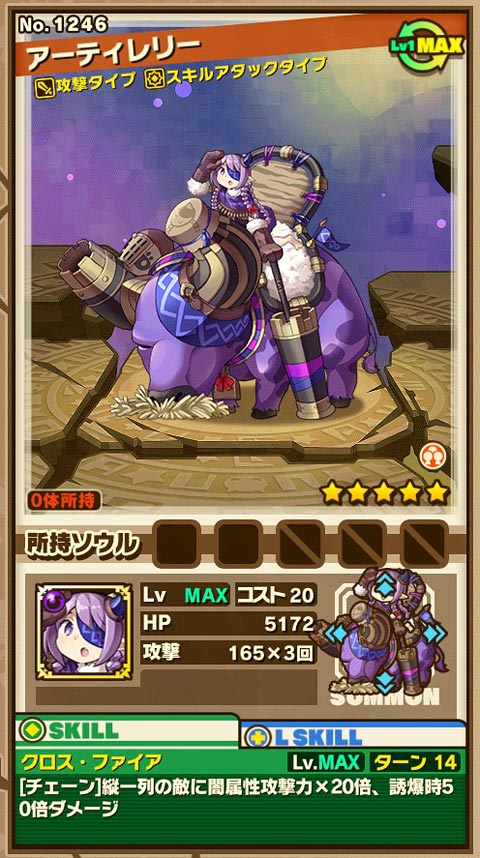 No.1246
アーティレリー
Lv1 MAX
攻撃タイプ スキルアタックタイプ
0体所持
所持ソウル
Lv MAX コスト 20
HP 5172
攻撃 165×3回
SUMMON
SKILL
L SKILL
クロス・ファイア Lv.MAX ターン 14
[チェーン]縦一列の敵に闇属性攻撃力×20倍、誘爆時5
0倍ダメージ